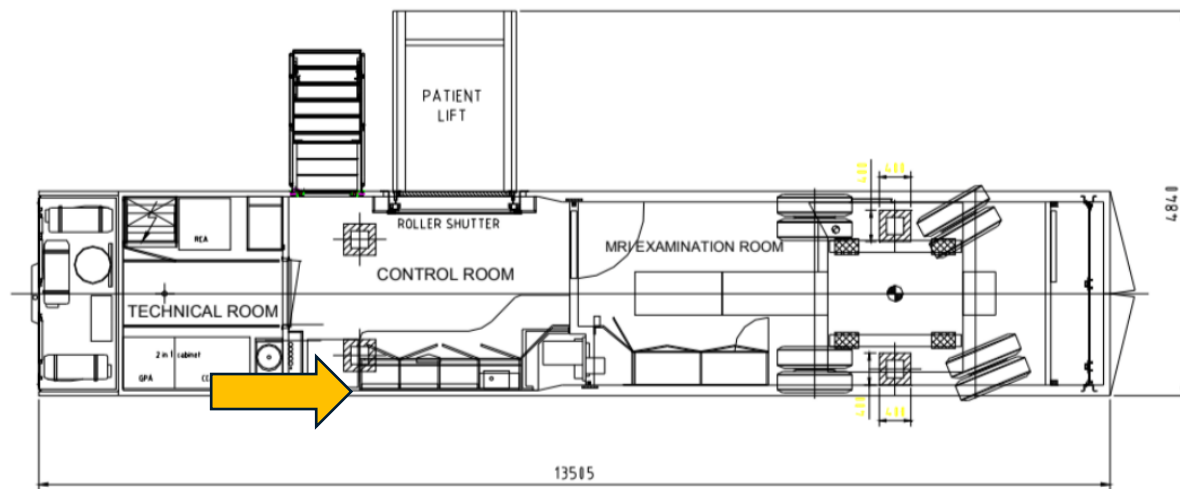 PATIENT
LIFT
ROLLER SHUTTER
400
400
4840
RCA
MRI EXAMINATION ROOM
CONTROL ROOM
TECHNICAL ROOM
2 in 1 cabinet
GPA
400
400
13505